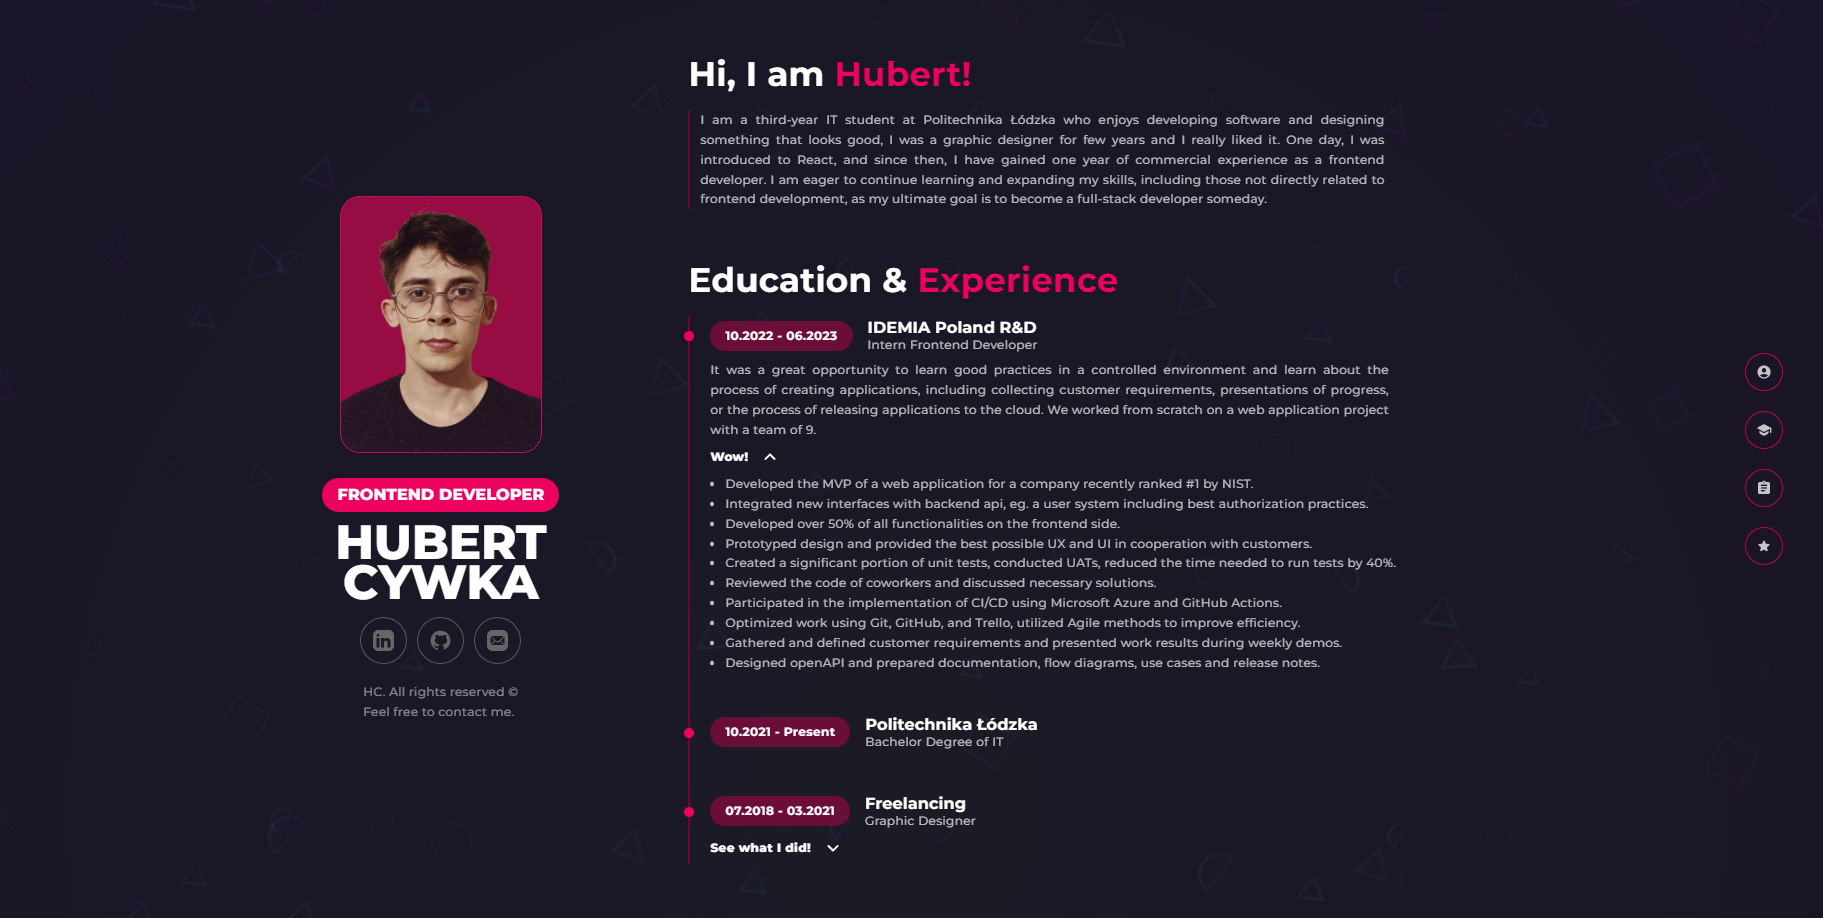 Hi, I am Hubert!
I am a third-year IT student at Politechnika Łódzka who enjoys developing software and designing
something that looks good, I was a graphic designer for few years and I really liked it. One day, I was
introduced to React, and since then, I have gained one year of commercial experience as a frontend
developer. I am eager to continue learning and expanding my skills, including those not directly related to
frontend development, as my ultimate goal is to become a full-stack developer someday.
FRONTEND DEVELOPER
HUBERT
CYWKA
in
HC. All rights reserved ©
Feel free to contact me.
Education & Experience
10.2022 - 06.2023
IDEMIA Poland R&D
Intern Frontend Developer
It was a great opportunity to learn good practices in a controlled environment and learn about the
process of creating applications, including collecting customer requirements, presentations of progress,
or the process of releasing applications to the cloud. We worked from scratch on a web application project
with a team of 9.
Wow!
• Developed the MVP of a web application for a company recently ranked #1 by NIST.
• Integrated new interfaces with backend api, eg. a user system including best authorization practices.
• Developed over 50% of all functionalities on the frontend side.
• Prototyped design and provided the best possible UX and UI in cooperation with customers.
• Created a significant portion of unit tests, conducted UATs, reduced the time needed to run tests by 40%.
• Reviewed the code of coworkers and discussed necessary solutions.
• Participated in the implementation of CI/CD using Microsoft Azure and GitHub Actions.
• Optimized work using Git, GitHub, and Trello, utilized Agile methods to improve efficiency.
• Gathered and defined customer requirements and presented work results during weekly demos.
• Designed openAPI and prepared documentation, flow diagrams, use cases and release notes.
10.2021 - Present
Politechnika Łódzka
Bachelor Degree of IT
07.2018 - 03.2021
Freelancing
Graphic Designer
See what I did!